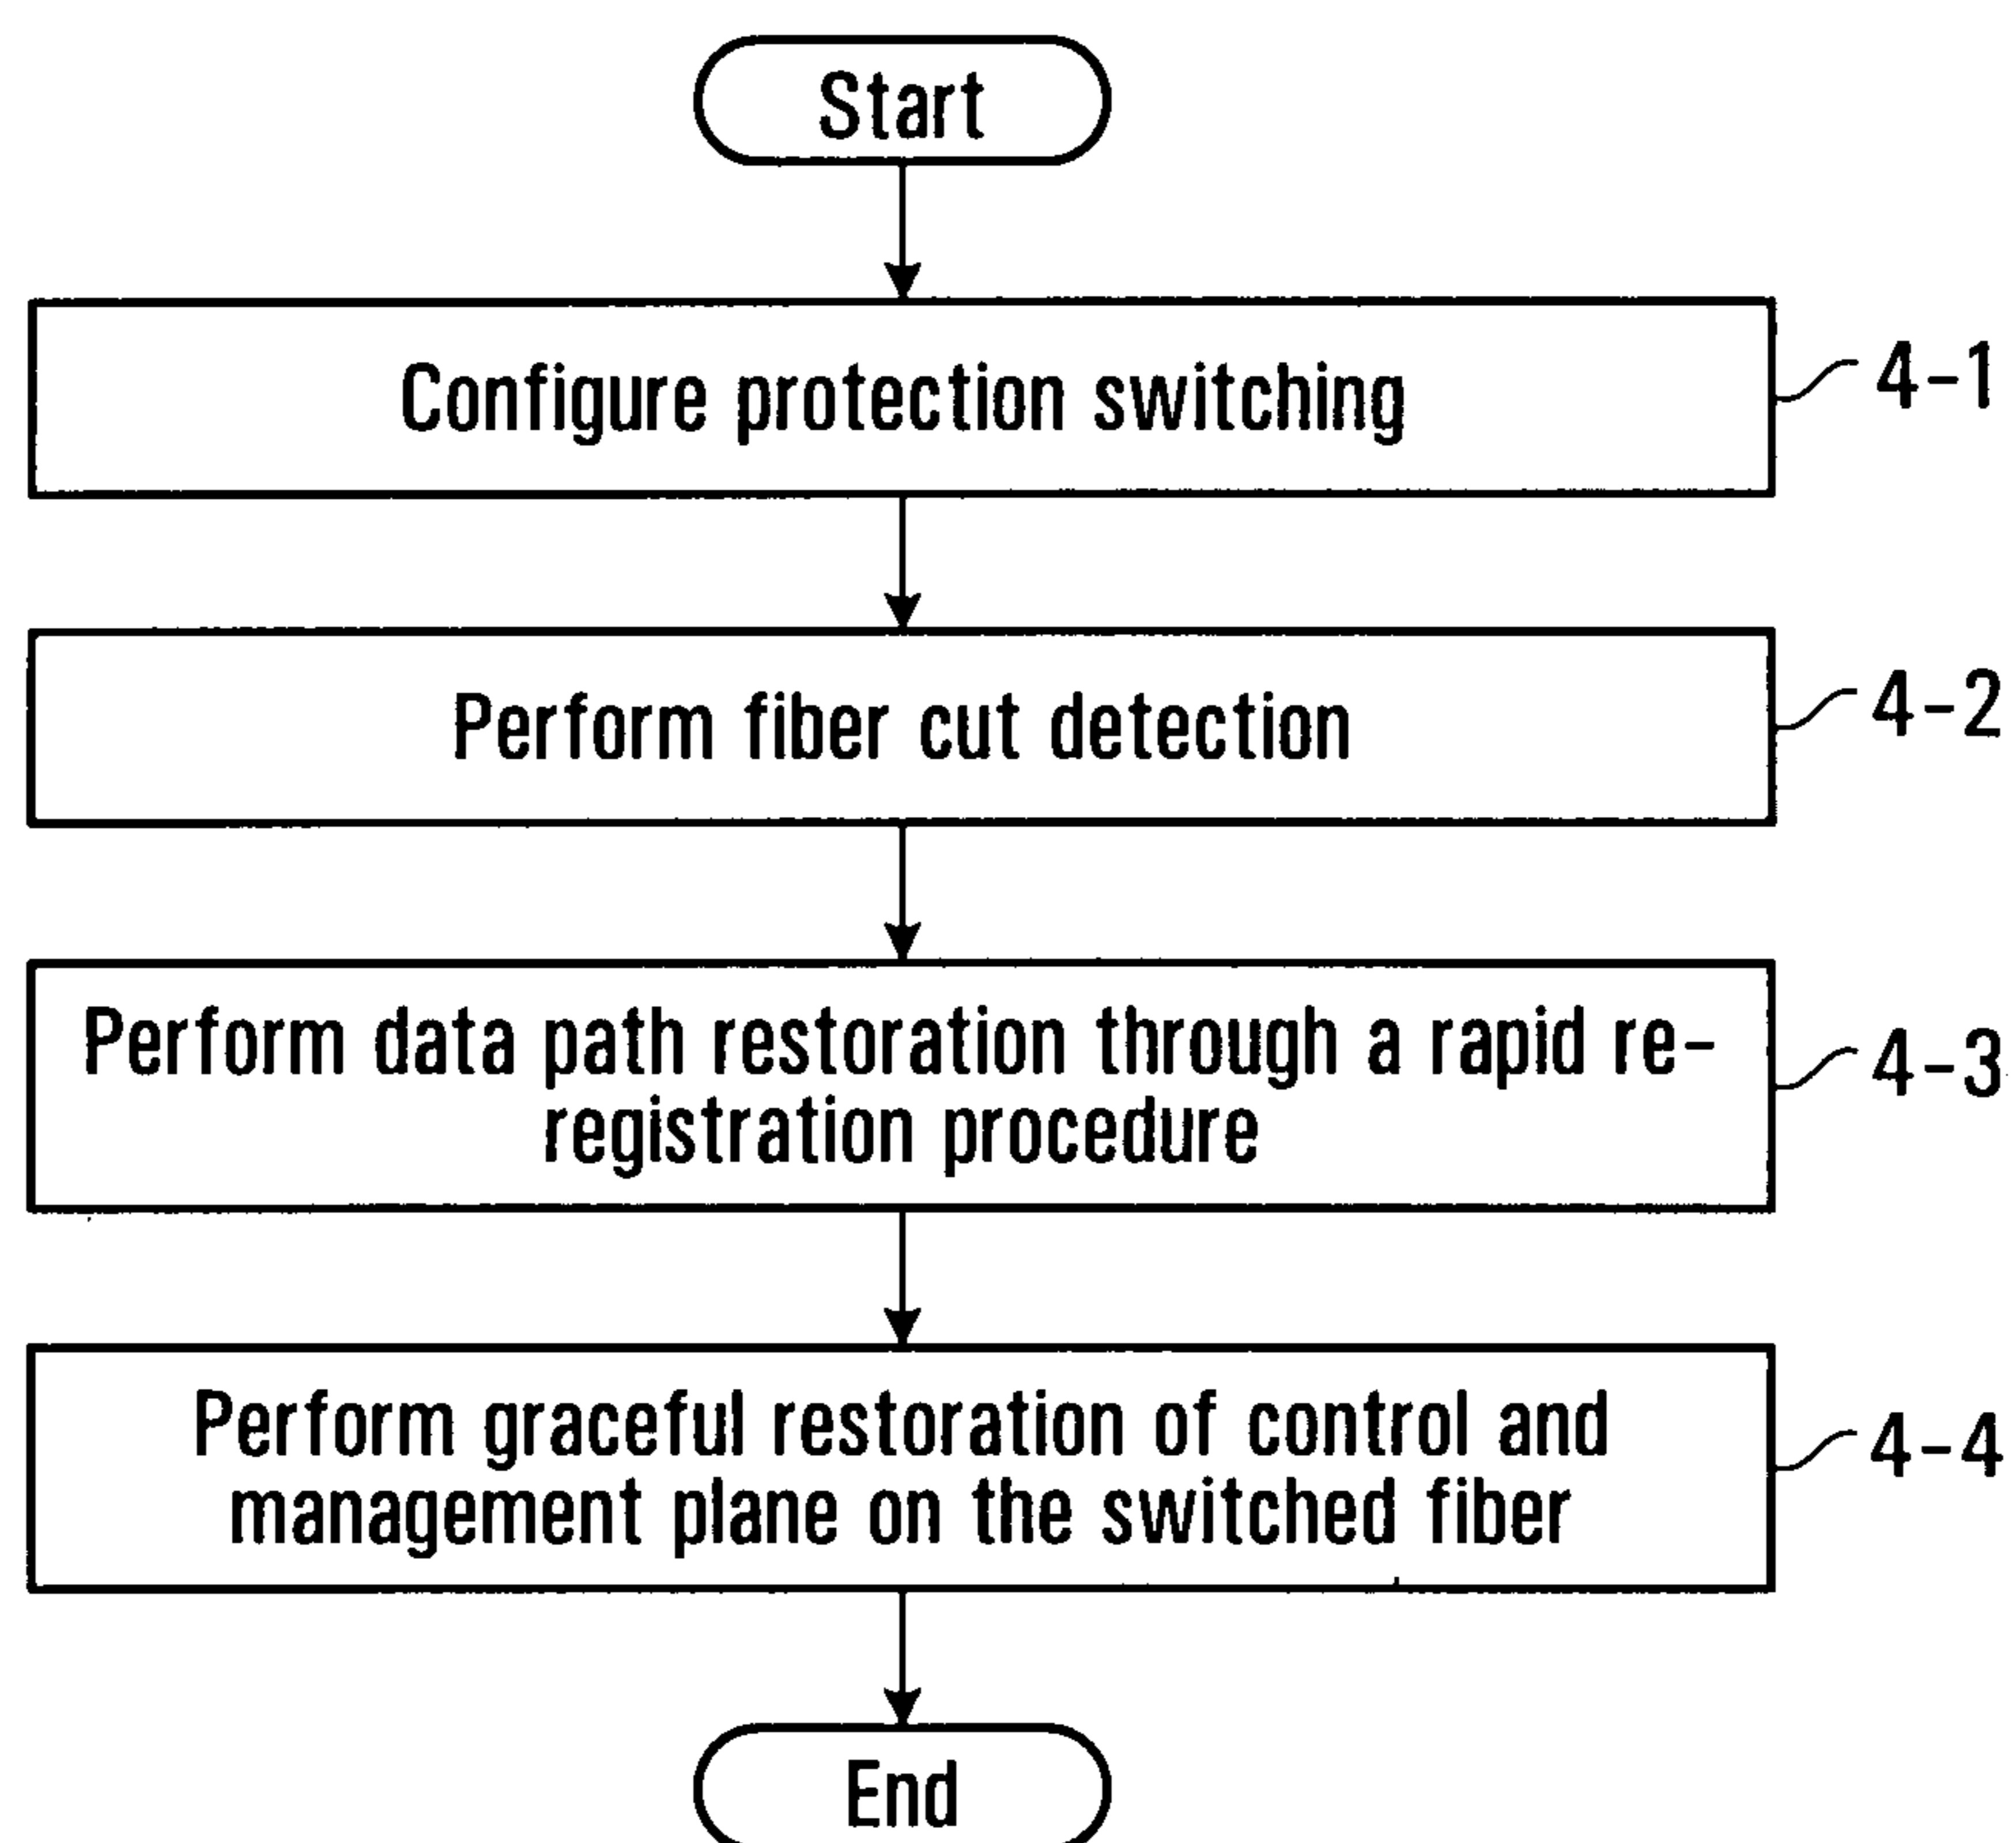 Start
Configure protection switching
4-1
Perform fiber cut detection
4-2
Perform data path restoration through a rapid re-
registration procedure
4-3
Perform graceful restoration of control and
management plane on the switched fiber
4-4
End